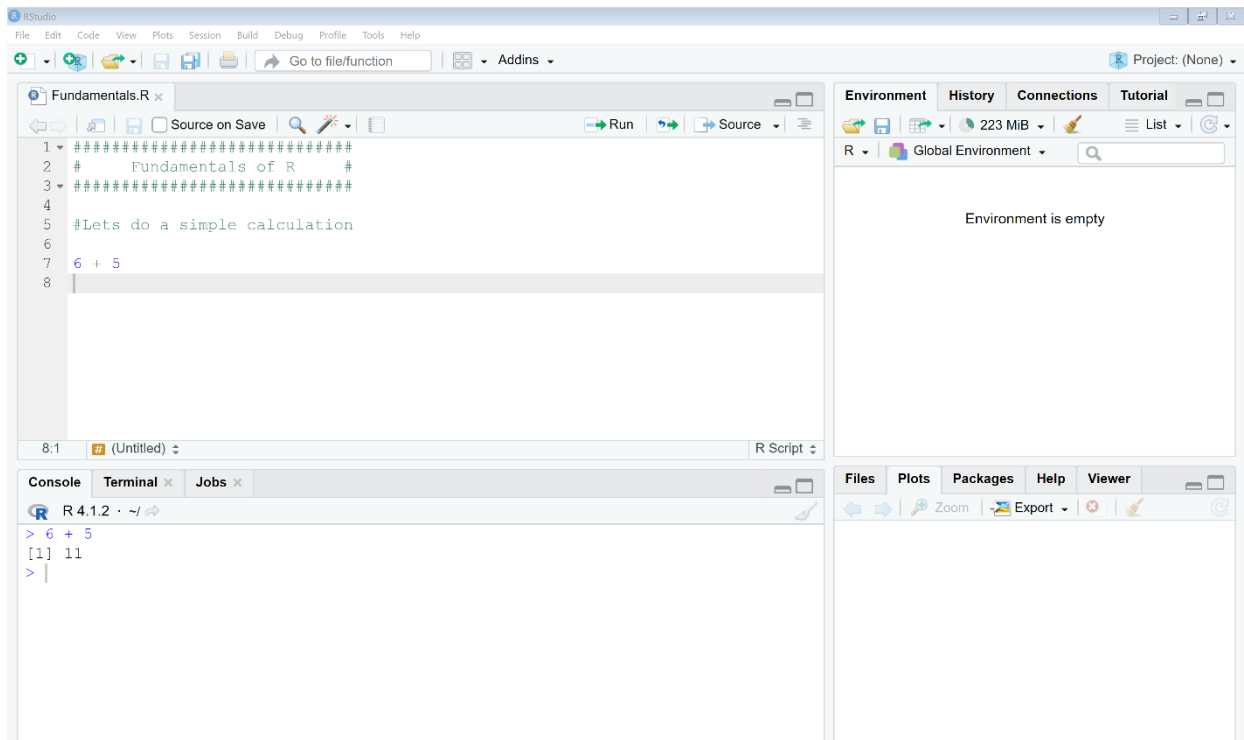 RStudio
File Edit Code View Plots Session Build Debug Profile Tools Help
Go to file/function Addins Project: (None)
Fundamentals.R
Source on Save Run Source
1 #############################
2 #     Fundamentals of R     #
3 #############################
4
5 #Lets do a simple calculation
6
7 6 + 5
8
8:1 # (Untitled) R Script
Console Terminal Jobs
R R 4.1.2 · ~/
> 6 + 5
[1] 11
>
Environment History Connections Tutorial
223 MiB List
R Global Environment
Environment is empty
Files Plots Packages Help Viewer
Zoom Export